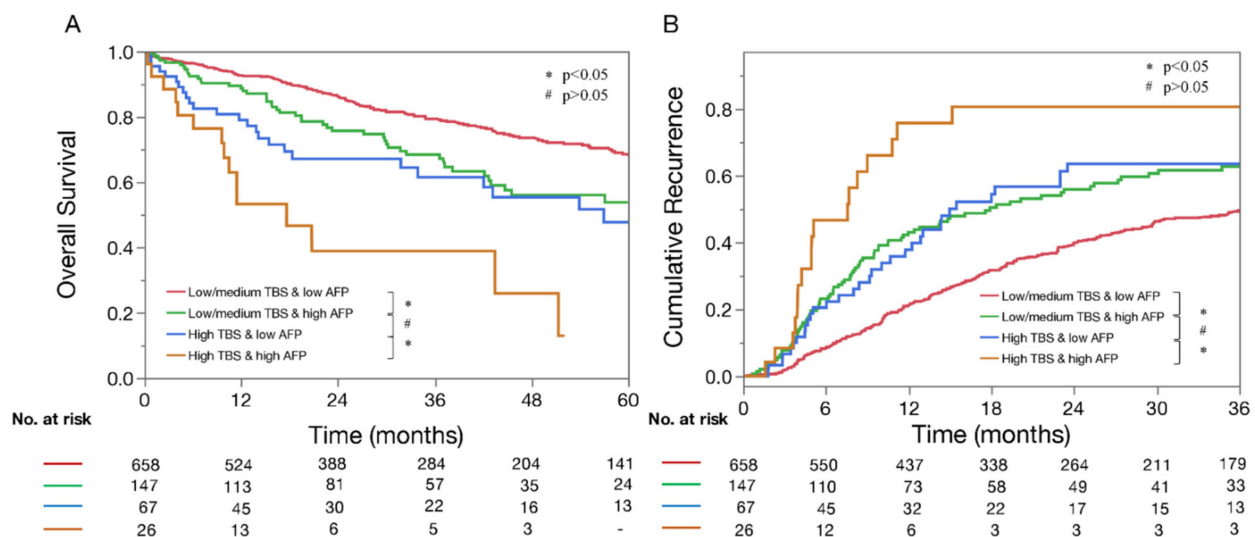 A
Overall Survival
1.0
0.8
0.6
0.4
0.2
0.0
* p<0.05
# p>0.05
Low/medium TBS & low AFP
Low/medium TBS & high AFP
High TBS & low AFP
High TBS & high AFP
*
#
*
0 12 24 36 48 60
No. at risk
Time (months)
658 524 388 284 204 141
147 113 81 57 35 24
67 45 30 22 16 13
26 13 6 5 3 -
B
Cumulative Recurrence
0.8
0.6
0.4
0.2
0.0
* p<0.05
# p>0.05
Low/medium TBS & low AFP
Low/medium TBS & high AFP
High TBS & low AFP
High TBS & high AFP
*
#
*
0 6 12 18 24 30 36
No. at risk
Time (months)
658 550 437 338 264 211 179
147 110 73 58 49 41 33
67 45 32 22 17 15 13
26 12 6 3 3 3 3